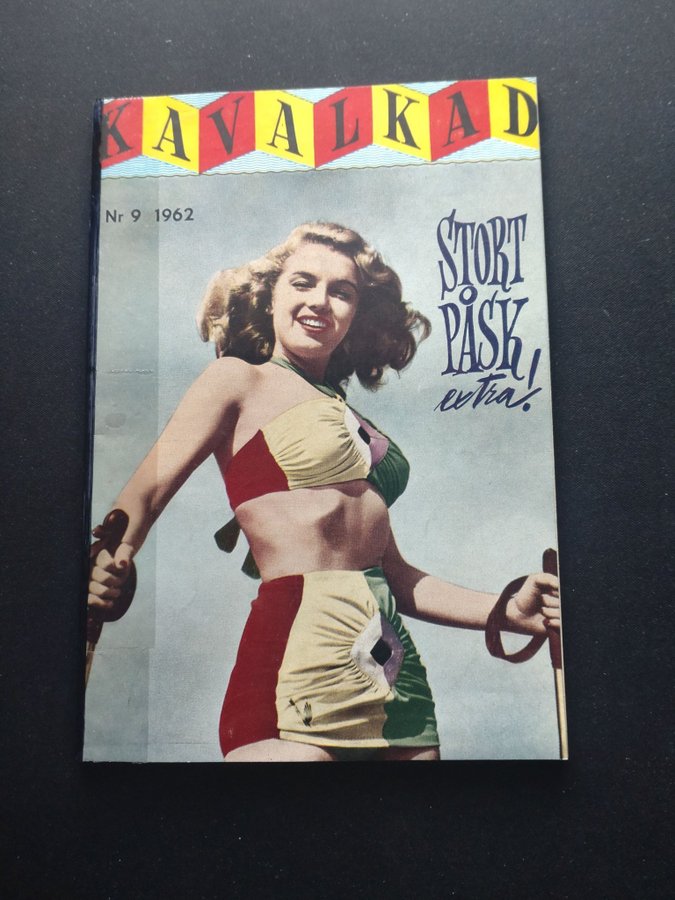 KAVALKAD
Nr 9 1962
STORT
PÅSK
extra!